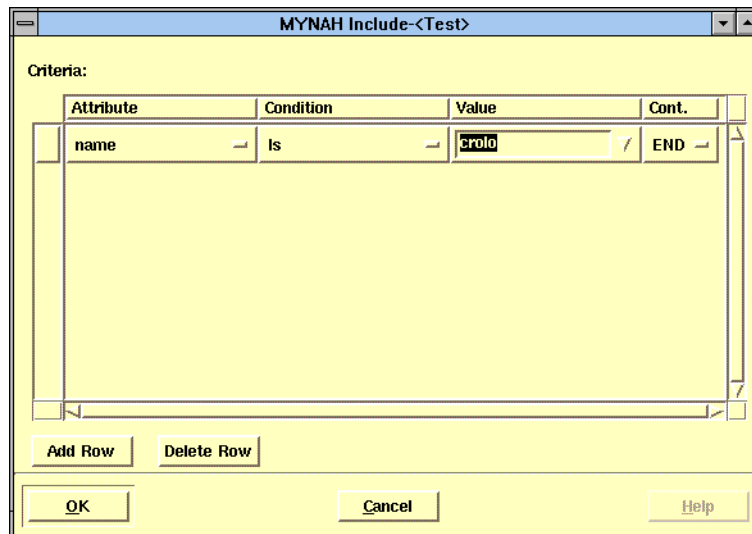 MYNAH Include-<Test>
Criteria:
Attribute Condition Value Cont.
name Is crolo END
Add Row Delete Row
OK Cancel Help